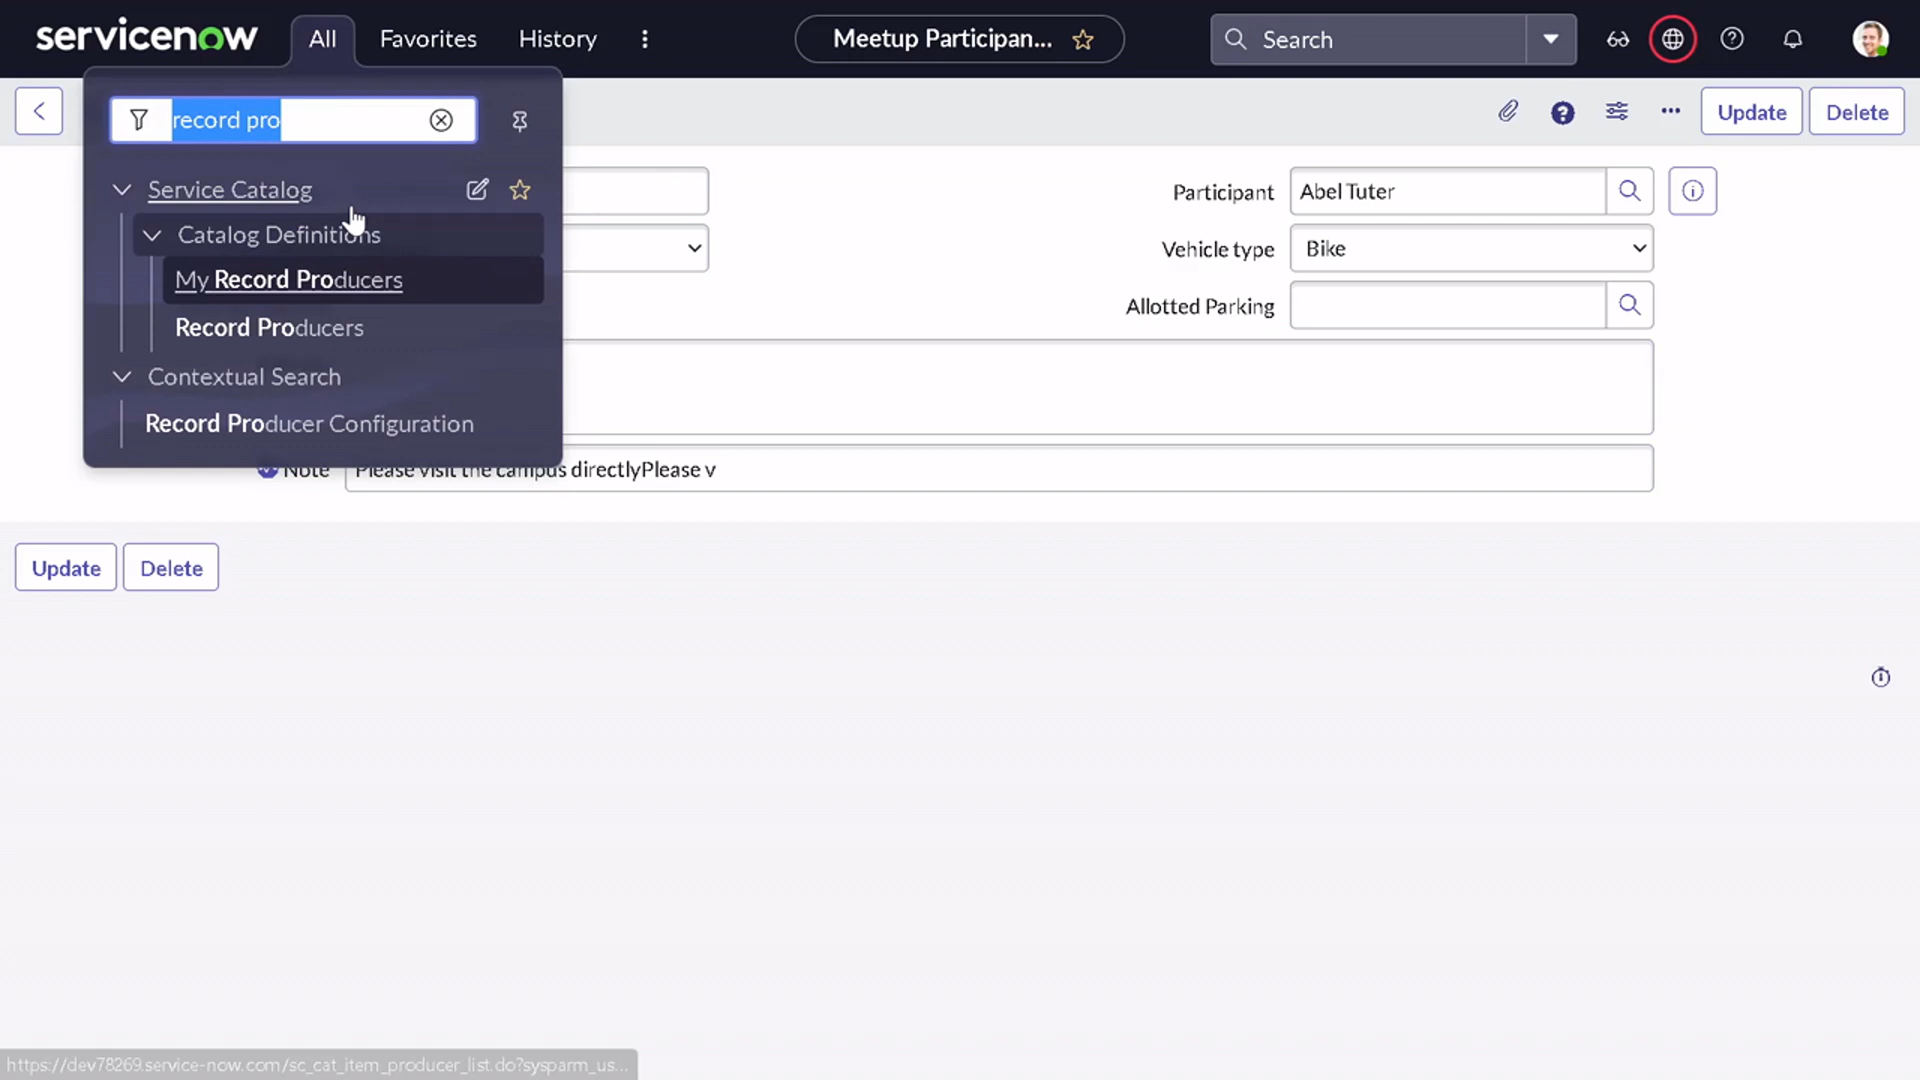 servicenow
All
Favorites
History
Meetup Participan...
Search
record pro
Update
Delete
Service Catalog
Participant
Abel Tuter
Catalog Definitions
Vehicle type
Bike
My Record Producers
Allotted Parking
Record Producers
Contextual Search
Record Producer Configuration
Note
Please visit the campus directlyPlease v
Update
Delete
https://dev78269.service-now.com/sc_cat_item_producer_list.do?sysparm_us...